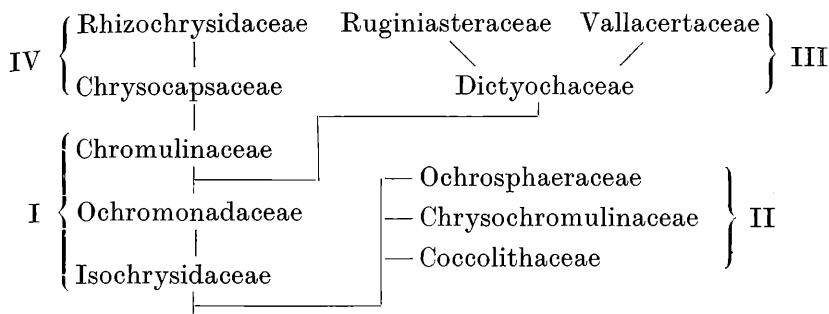 Rhizochrysidaceae Ruginiasteraceae Vallacertaceae
IV III
Chrysocapsaceae Dictyochaceae
Chromulinaceae
Ochrosphaeraceae
I Ochromonadaceae Chrysochromulinaceae II
Coccolithaceae
Isochrysidaceae